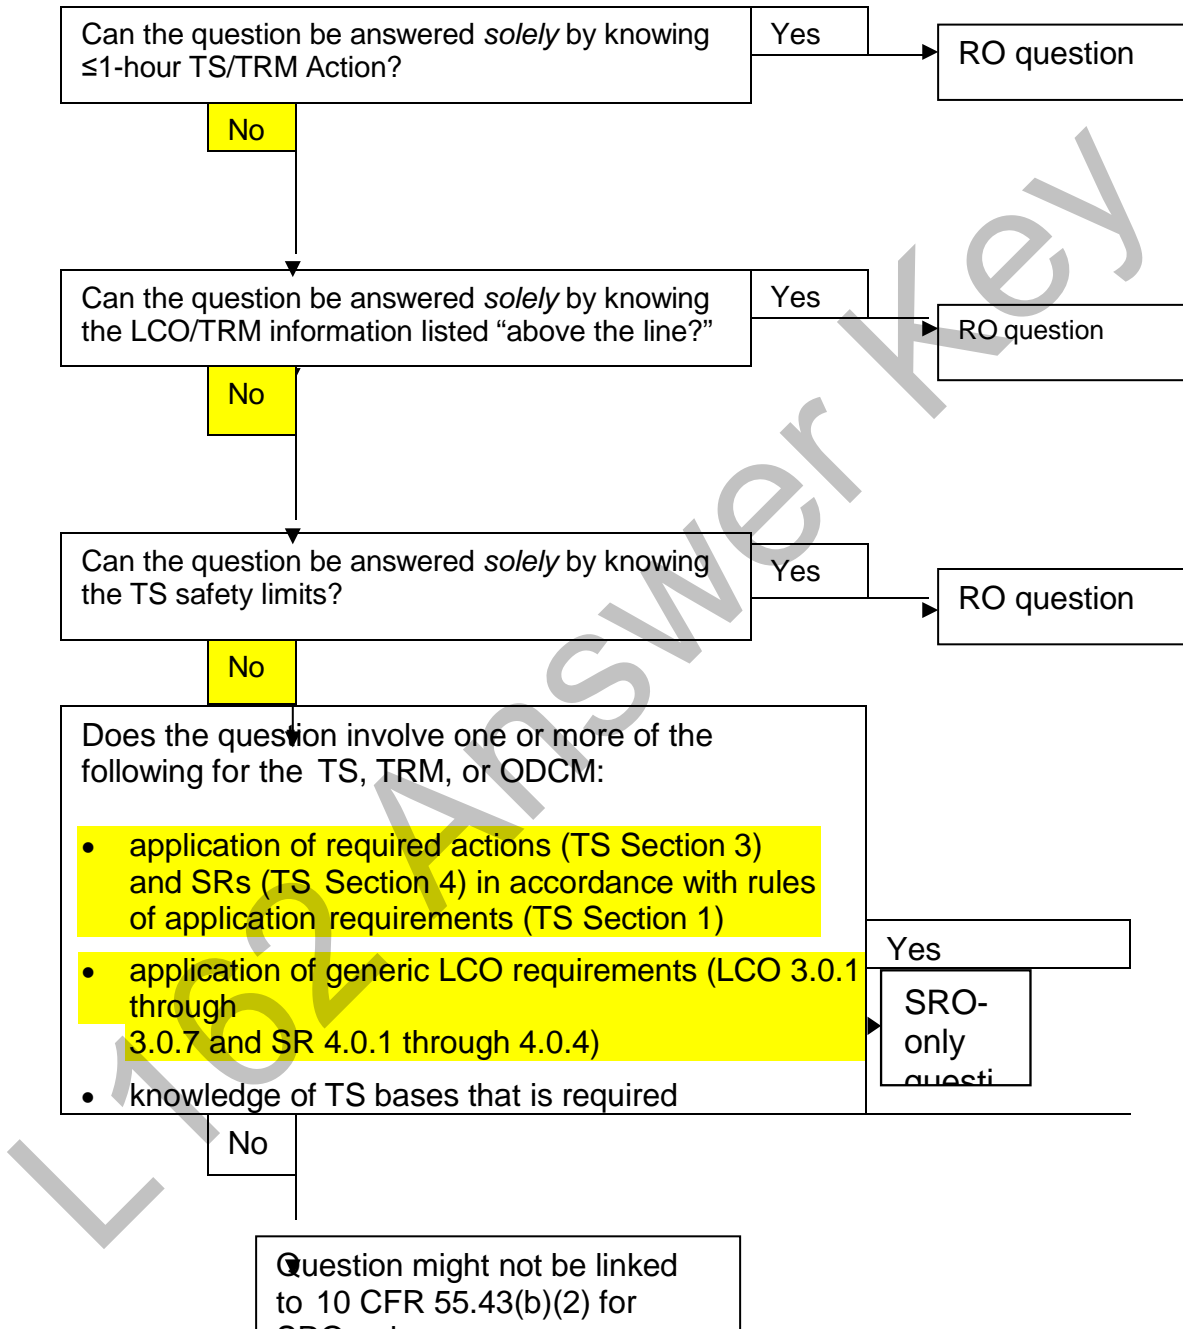 Can the question be answered solely by knowing
≤1-hour TS/TRM Action?
Yes
RO question
No
Can the question be answered solely by knowing
the LCO/TRM information listed “above the line?”
Yes
RO question
No
Can the question be answered solely by knowing
the TS safety limits?
Yes
RO question
No
Does the question involve one or more of the
following for the TS, TRM, or ODCM:
• application of required actions (TS Section 3)
and SRs (TS Section 4) in accordance with rules
of application requirements (TS Section 1)
• application of generic LCO requirements (LCO 3.0.1
through
3.0.7 and SR 4.0.1 through 4.0.4)
• knowledge of TS bases that is required
Yes
SRO-
only
No
Question might not be linked
to 10 CFR 55.43(b)(2) for
L162 Answer Key